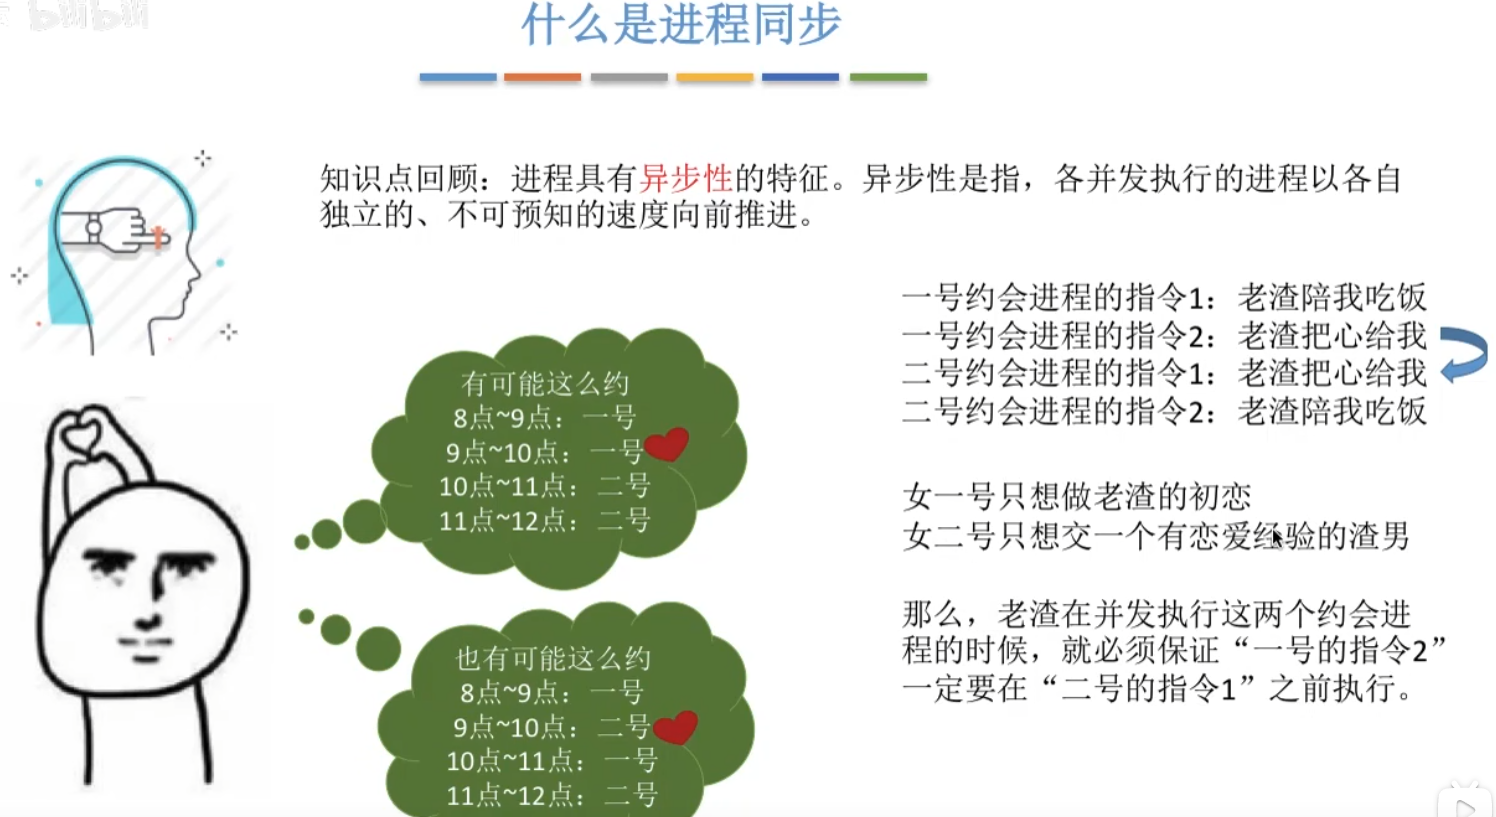 bilibili
什么是进程同步
知识点回顾：进程具有异步性的特征。异步性是指，各并发执行的进程以各自
独立的、不可预知的速度向前推进。
一号约会进程的指令1：老渣陪我吃饭
一号约会进程的指令2：老渣把心给我
二号约会进程的指令1：老渣把心给我
二号约会进程的指令2：老渣陪我吃饭
有可能这么约
8点~9点：一号
9点~10点：一号
10点~11点：二号
11点~12点：二号
女一号只想做老渣的初恋
女二号只想交一个有恋爱经验的渣男
那么，老渣在并发执行这两个约会进
程的时候，就必须保证“一号的指令2”
一定要在“二号的指令1”之前执行。
也有可能这么约
8点~9点：一号
9点~10点：二号
10点~11点：一号
11点~12点：二号